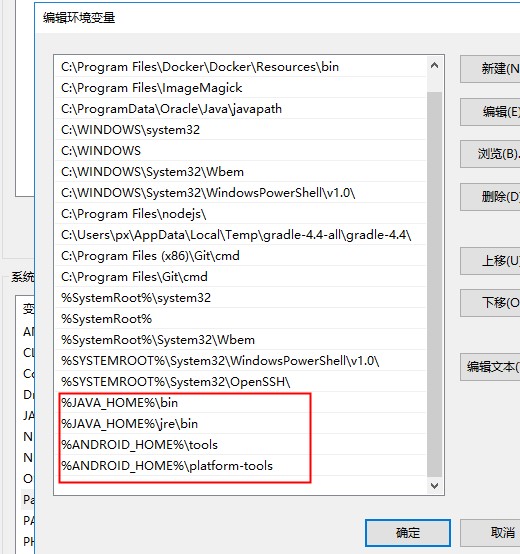 编辑环境变量
C:\Program Files\Docker\Docker\Resources\bin
C:\Program Files\ImageMagick
C:\ProgramData\Oracle\Java\javapath
C:\WINDOWS\system32
C:\WINDOWS
C:\WINDOWS\System32\Wbem
C:\WINDOWS\System32\WindowsPowerShell\v1.0\
C:\Program Files\nodejs\
C:\Users\px\AppData\Local\Temp\gradle-4.4-all\gradle-4.4\
C:\Program Files (x86)\Git\cmd
C:\Program Files\Git\cmd
%SystemRoot%\system32
%SystemRoot%
%SystemRoot%\System32\Wbem
%SYSTEMROOT%\System32\WindowsPowerShell\v1.0\
%SYSTEMROOT%\System32\OpenSSH\
%JAVA_HOME%\bin
%JAVA_HOME%\jre\bin
%ANDROID_HOME%\tools
%ANDROID_HOME%\platform-tools
新建(N
编辑(E)
浏览(B).
删除(D)
上移(U)
下移(O
编辑文本(
确定
取消
系统
变
AN
CL
Co
Dr
JA
N
N
O
Pa
PA
PH